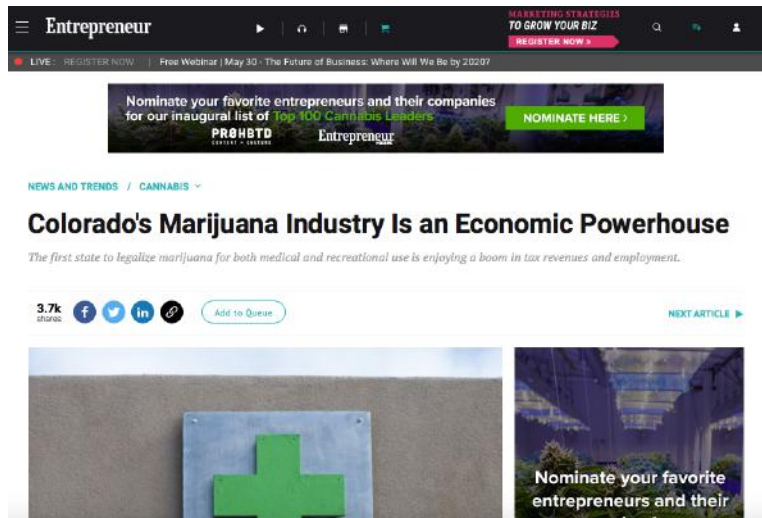 Entrepreneur
MARKETING STRATEGIES
TO GROW YOUR BIZ
REGISTER NOW >
LIVE: REGISTER NOW | Free Webinar | May 30 - The Future of Business: Where Will We Be by 2020?
Nominate your favorite entrepreneurs and their companies
for our inaugural list of Top 100 Cannabis Leaders
NOMINATE HERE >
PRØHBTD
CONTENT + CULTURE
Entrepreneur
NEWS AND TRENDS / CANNABIS
Colorado's Marijuana Industry Is an Economic Powerhouse
The first state to legalize marijuana for both medical and recreational use is enjoying a boom in tax revenues and employment.
3.7k
shares
Add to Queue
NEXT ARTICLE
Nominate your favorite
entrepreneurs and their